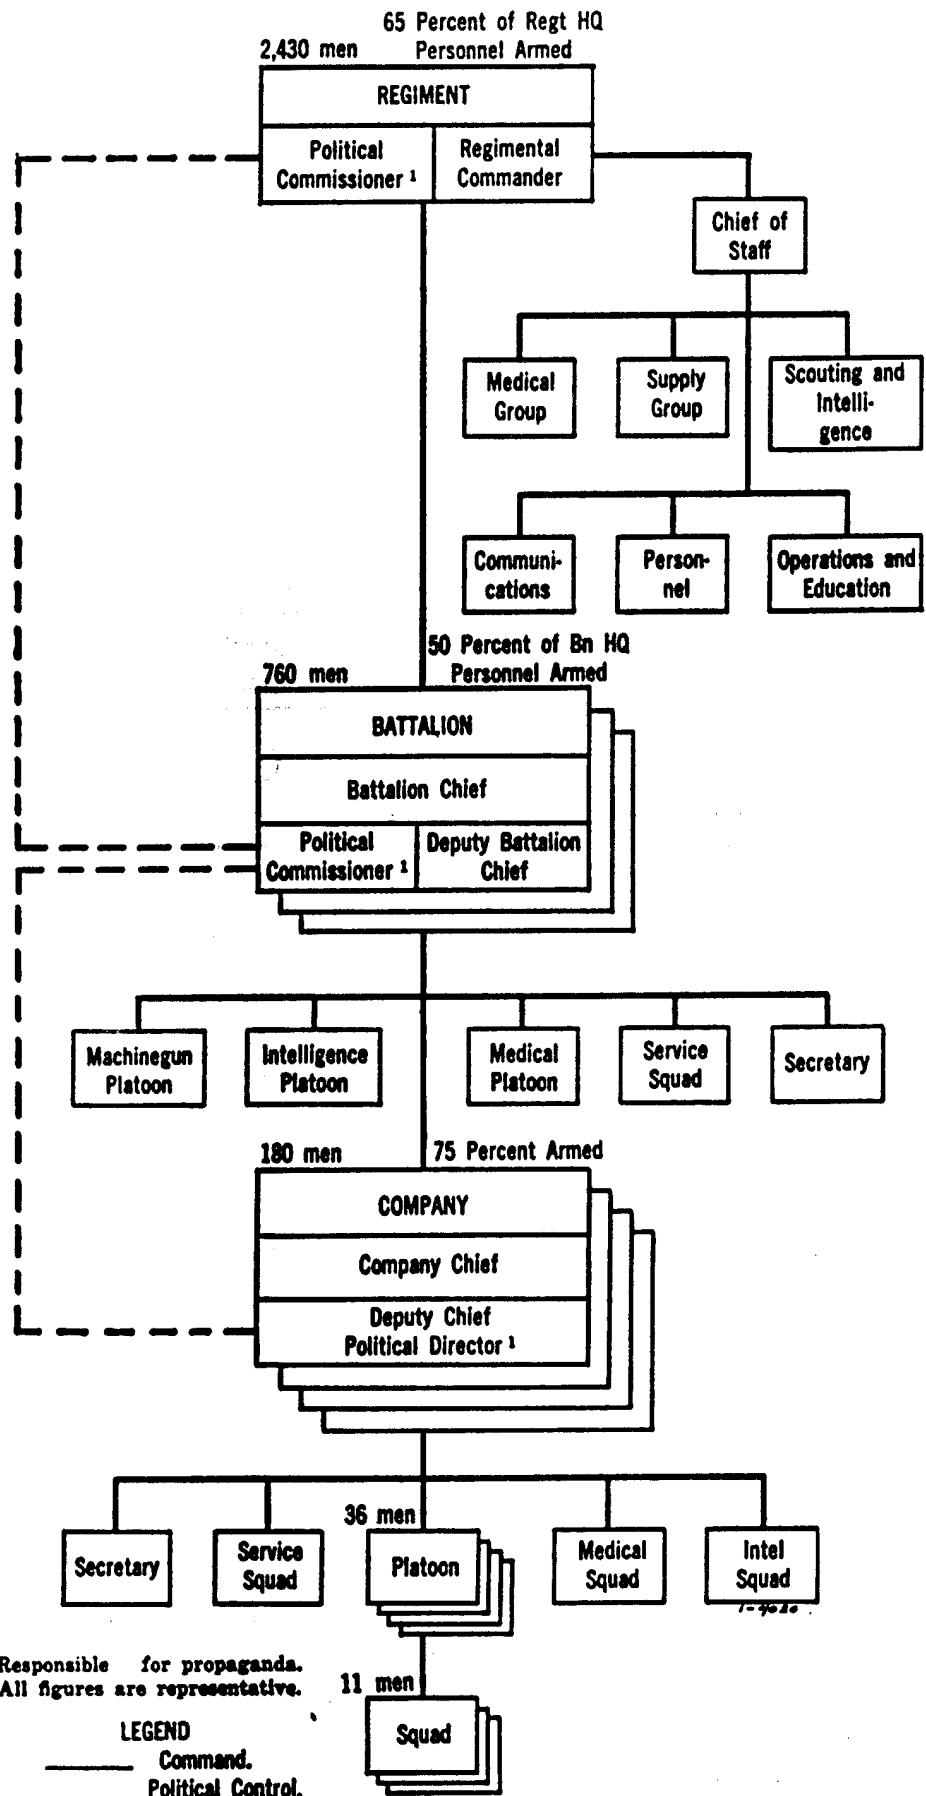 65 Percent of Regt HQ
2,430 men Personnel Armed
REGIMENT
Political
Commissioner 1
Regimental
Commander
Chief of
Staff
Medical
Group
Supply
Group
Scouting and
Intelli-
gence
Communi-
cations
Person-
nel
Operations and
Education
50 Percent of Bn HQ
760 men Personnel Armed
BATTALION
Battalion Chief
Political
Commissioner 1
Deputy Battalion
Chief
Machinegun
Platoon
Intelligence
Platoon
Medical
Platoon
Service
Squad
Secretary
180 men 75 Percent Armed
COMPANY
Company Chief
Deputy Chief
Political Director 1
36 men
Secretary
Service
Squad
Platoon
Medical
Squad
Intel
Squad
Responsible for propaganda.
All figures are representative.
11 men
Squad
LEGEND
Command.
Political Control.